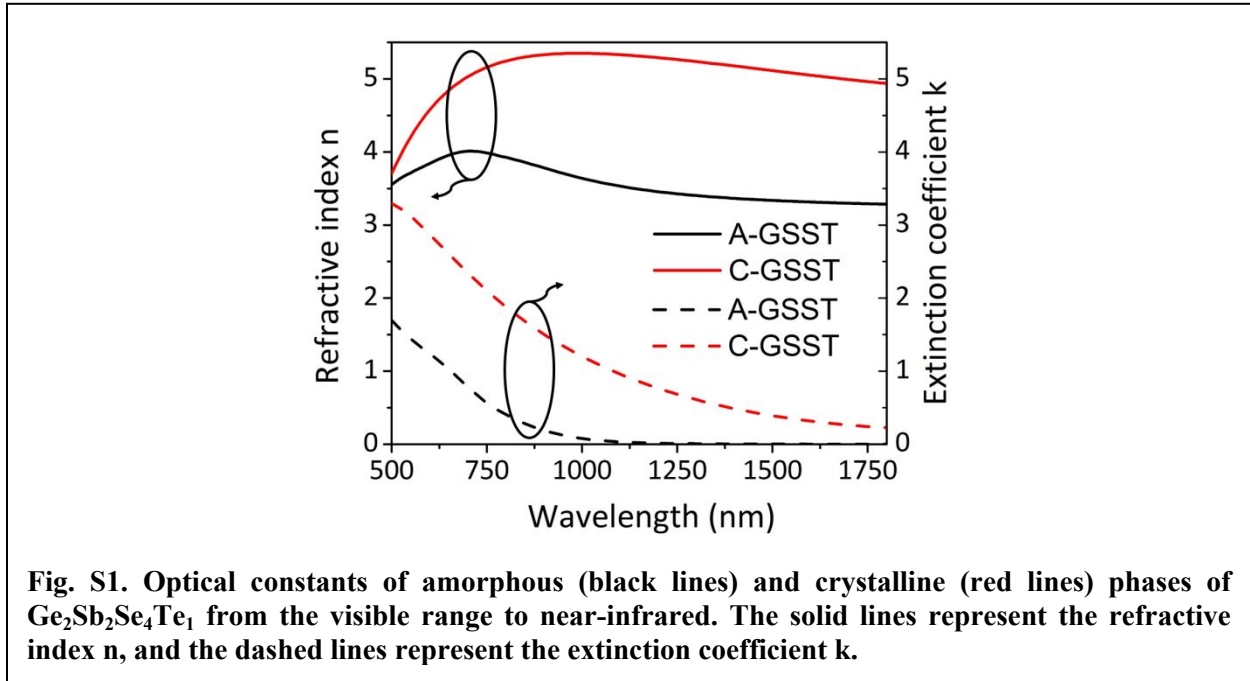 5
4
3
2
1
0
Refractive index n
5
4
3
2
1
0
Extinction coefficient k
A-GSST
C-GSST
A-GSST
C-GSST
500 750 1000 1250 1500 1750
Wavelength (nm)
Fig. S1. Optical constants of amorphous (black lines) and crystalline (red lines) phases of
Ge₂Sb₂Se₄Te₁ from the visible range to near-infrared. The solid lines represent the refractive
index n, and the dashed lines represent the extinction coefficient k.